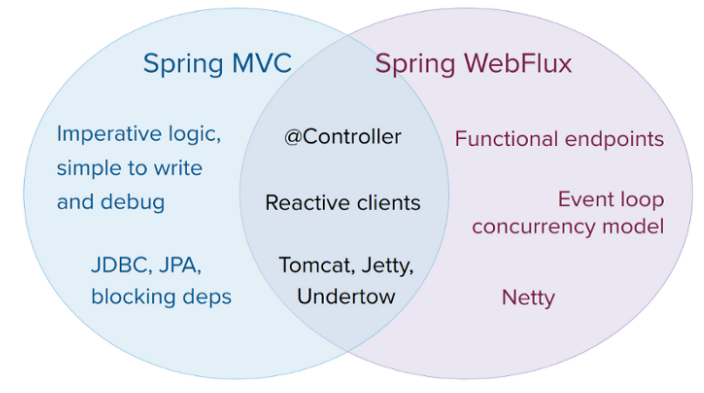 Spring MVC
Spring WebFlux
Imperative logic,
simple to write
and debug
JDBC, JPA,
blocking deps
@Controller
Reactive clients
Tomcat, Jetty,
Undertow
Functional endpoints
Event loop
concurrency model
Netty